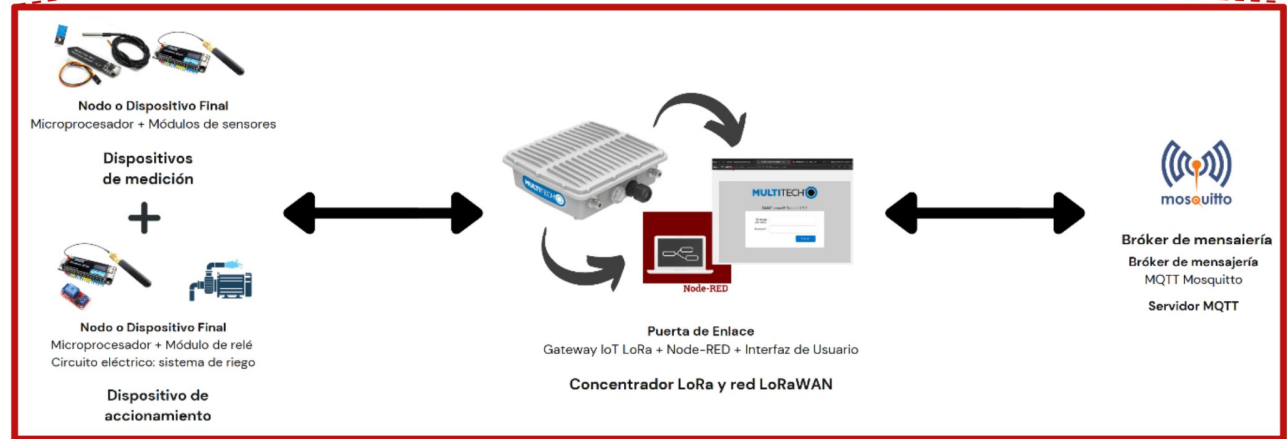 Nodo o Dispositivo Final
Microprocesador + Módulos de sensores
Dispositivos
de medición
+
Nodo o Dispositivo Final
Microprocesador + Módulo de relé
Circuito eléctrico: sistema de riego
Dispositivo de
accionamiento
MULTITECH
MULTITECH
Node-RED
Puerta de Enlace
Gateway IoT LoRa + Node-RED + Interfaz de Usuario
Concentrador LoRa y red LoRaWAN
mosquitto
Bróker de mensaiería
Bróker de mensajería
MQTT Mosquitto
Servidor MQTT